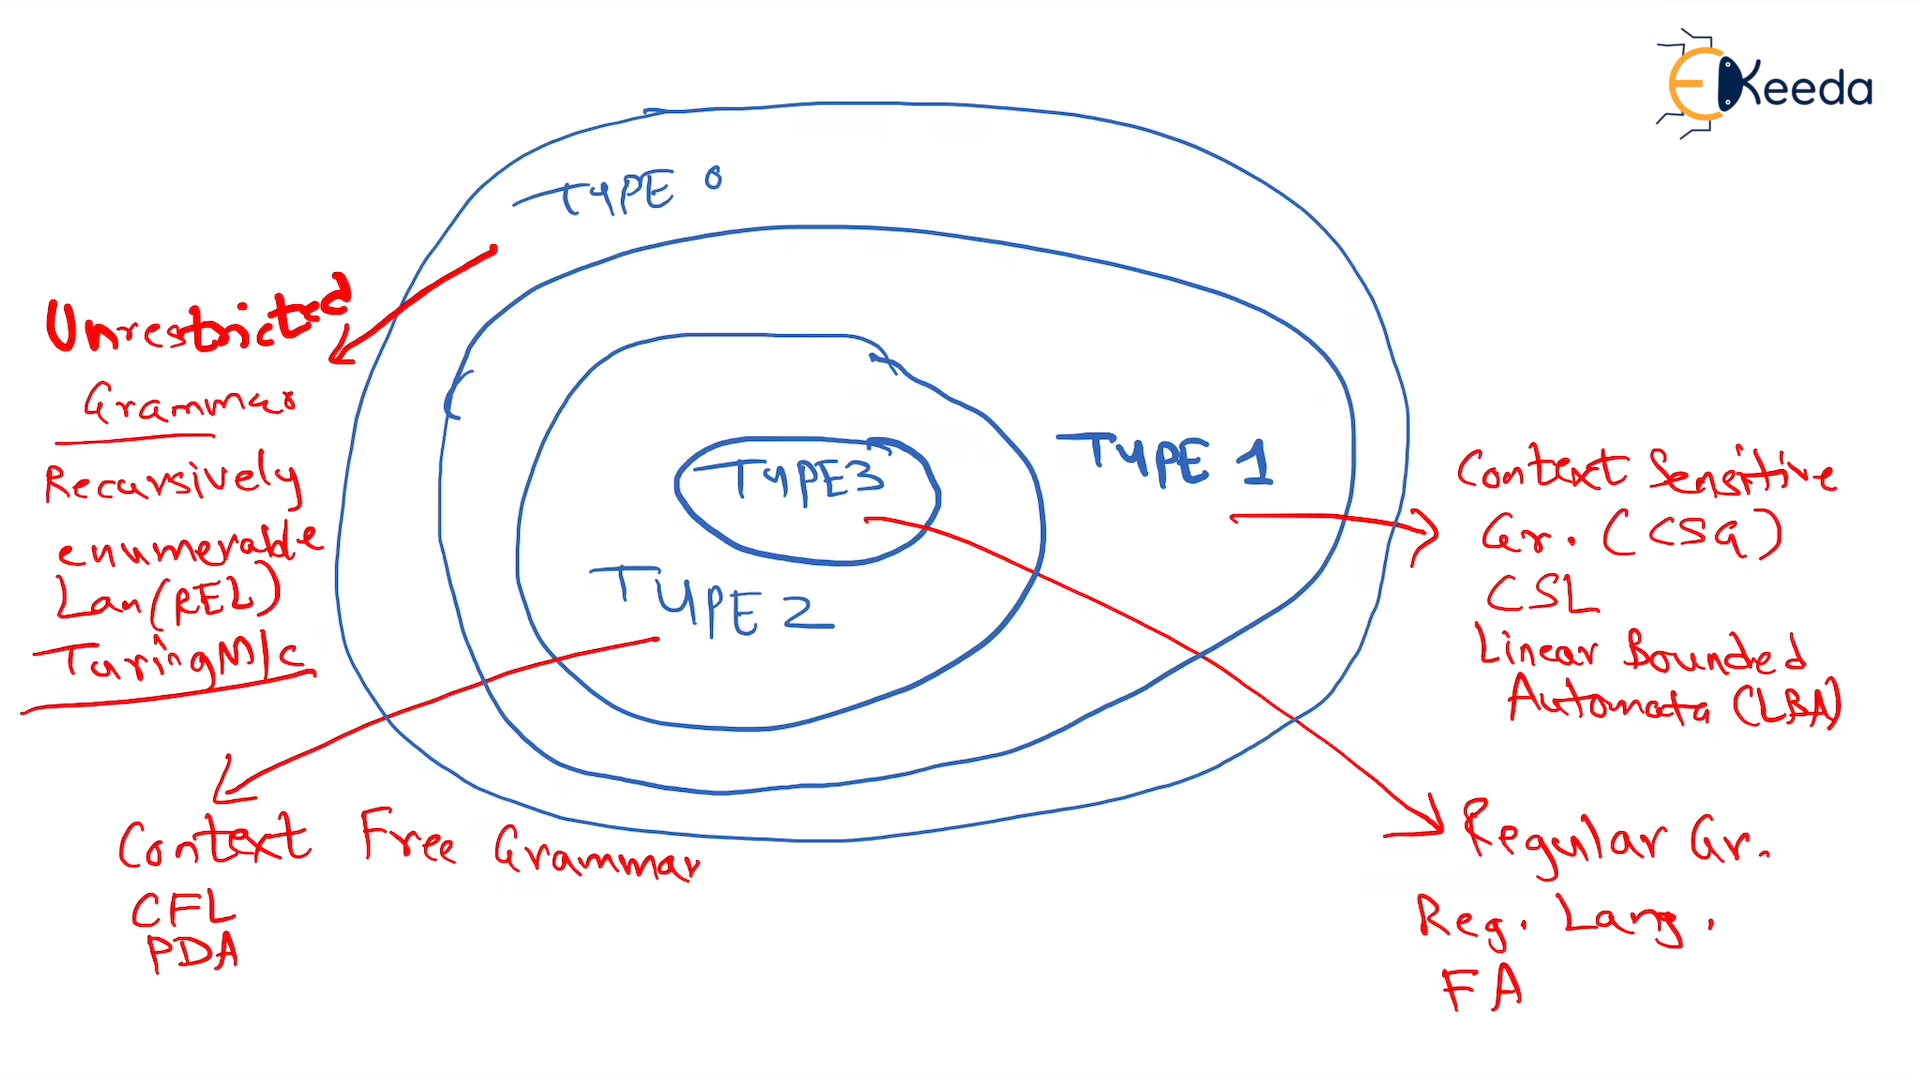 EKeeda
TYPE 0
Unrestricted
Grammar
Recursively
enumerable
Lan(REL)
Turing M/c
TYPE 1
Context Sensitive
Gr. (CSG)
CSL
Linear Bounded
Automata (LBA)
TYPE3
TYPE 2
Context Free Grammar
CFL
PDA
Regular Gr.
Reg. Lang.
FA